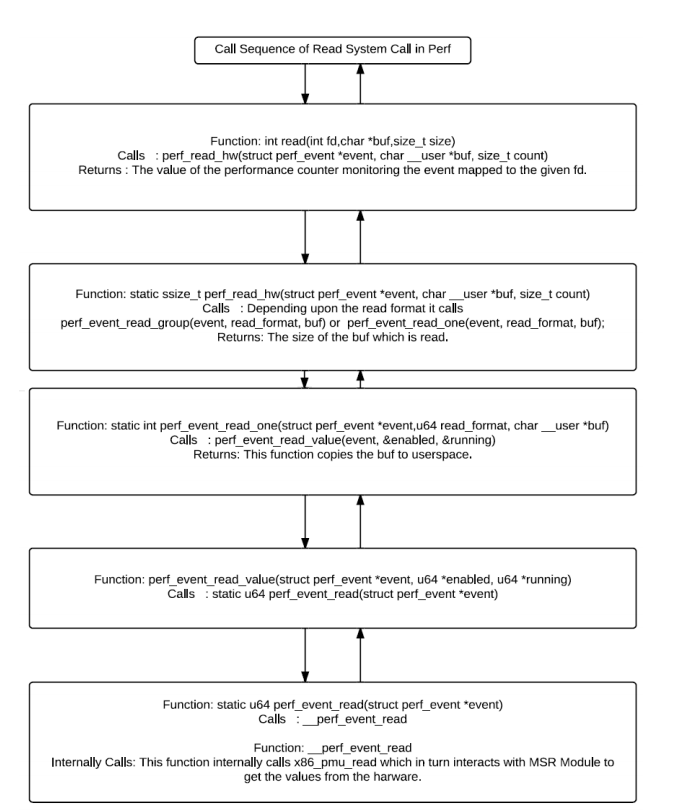 Call Sequence of Read System Call in Perf
Function: int read(int fd,char *buf,size_t size)
Calls : perf_read_hw(struct perf_event *event, char __user *buf, size_t count)
Returns : The value of the performance counter monitoring the event mapped to the given fd.
Function: static ssize_t perf_read_hw(struct perf_event *event, char __user *buf, size_t count)
Calls : Depending upon the read format it calls
perf_event_read_group(event, read_format, buf) or perf_event_read_one(event, read_format, buf);
Returns: The size of the buf which is read.
Function: static int perf_event_read_one(struct perf_event *event,u64 read_format, char __user *buf)
Calls : perf_event_read_value(event, &enabled, &running)
Returns: This function copies the buf to userspace.
Function: perf_event_read_value(struct perf_event *event, u64 *enabled, u64 *running)
Calls : static u64 perf_event_read(struct perf_event *event)
Function: static u64 perf_event_read(struct perf_event *event)
Calls : __perf_event_read
Function: __perf_event_read
Internally Calls: This function internally calls x86_pmu_read which in turn interacts with MSR Module to
get the values from the harware.